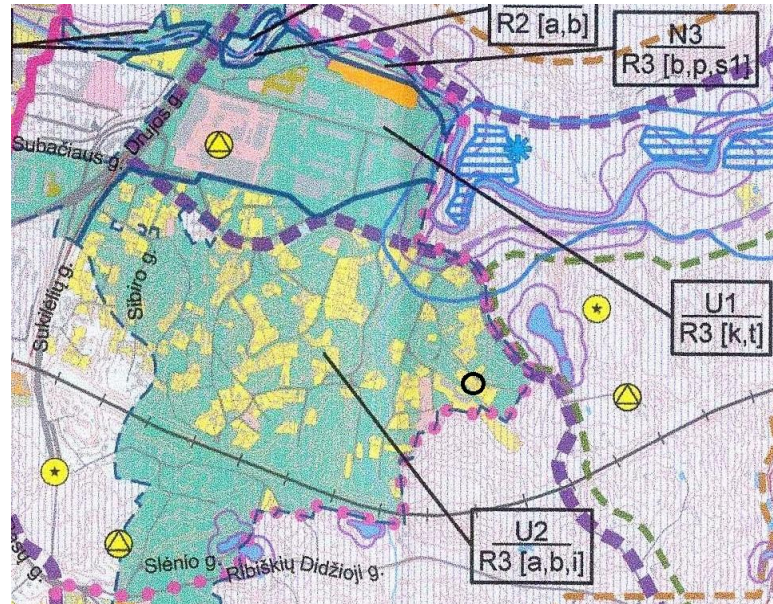 R2 [a,b]
N3
R3 [b,p,s1]
Drujos g.
Subačiaus g.
Sukilėlių g.
Sibiro g.
U1
R3 [k,t]
U2
R3 [a,b,i]
Slėnio g.
Ribiškių Didžioji g.
g.